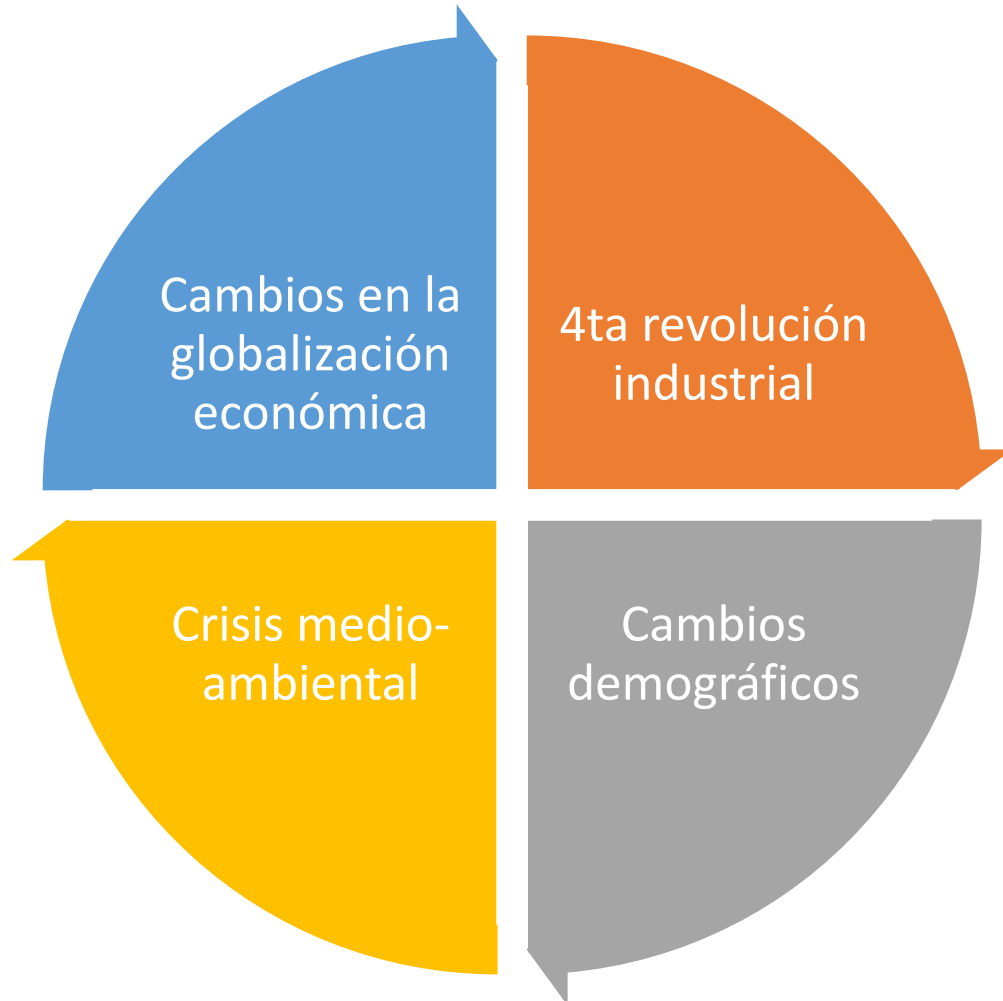 Cambios en la
globalización
económica
4ta revolución
industrial
Crisis medio-
ambiental
Cambios
demográficos